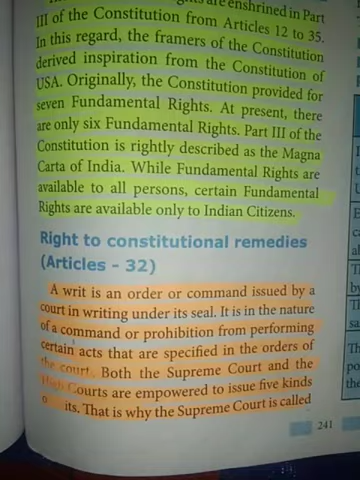 are enshrined in Part
III of the Constitution from Articles 12 to 35.
In this regard, the framers of the Constitution
derived inspiration from the Constitution of
USA. Originally, the Constitution provided for
seven Fundamental Rights. At present, there
are only six Fundamental Rights. Part III of the
Constitution is rightly described as the Magna
Carta of India. While Fundamental Rights are
available to all persons, certain Fundamental
Rights are available only to Indian Citizens.
Right to constitutional remedies
(Articles - 32)
A writ is an order or command issued by a
court in writing under its seal. It is in the nature
of a command or prohibition from performing
certain acts that are specified in the orders of
the court. Both the Supreme Court and the
High Courts are empowered to issue five kinds
its. That is why the Supreme Court is called
241